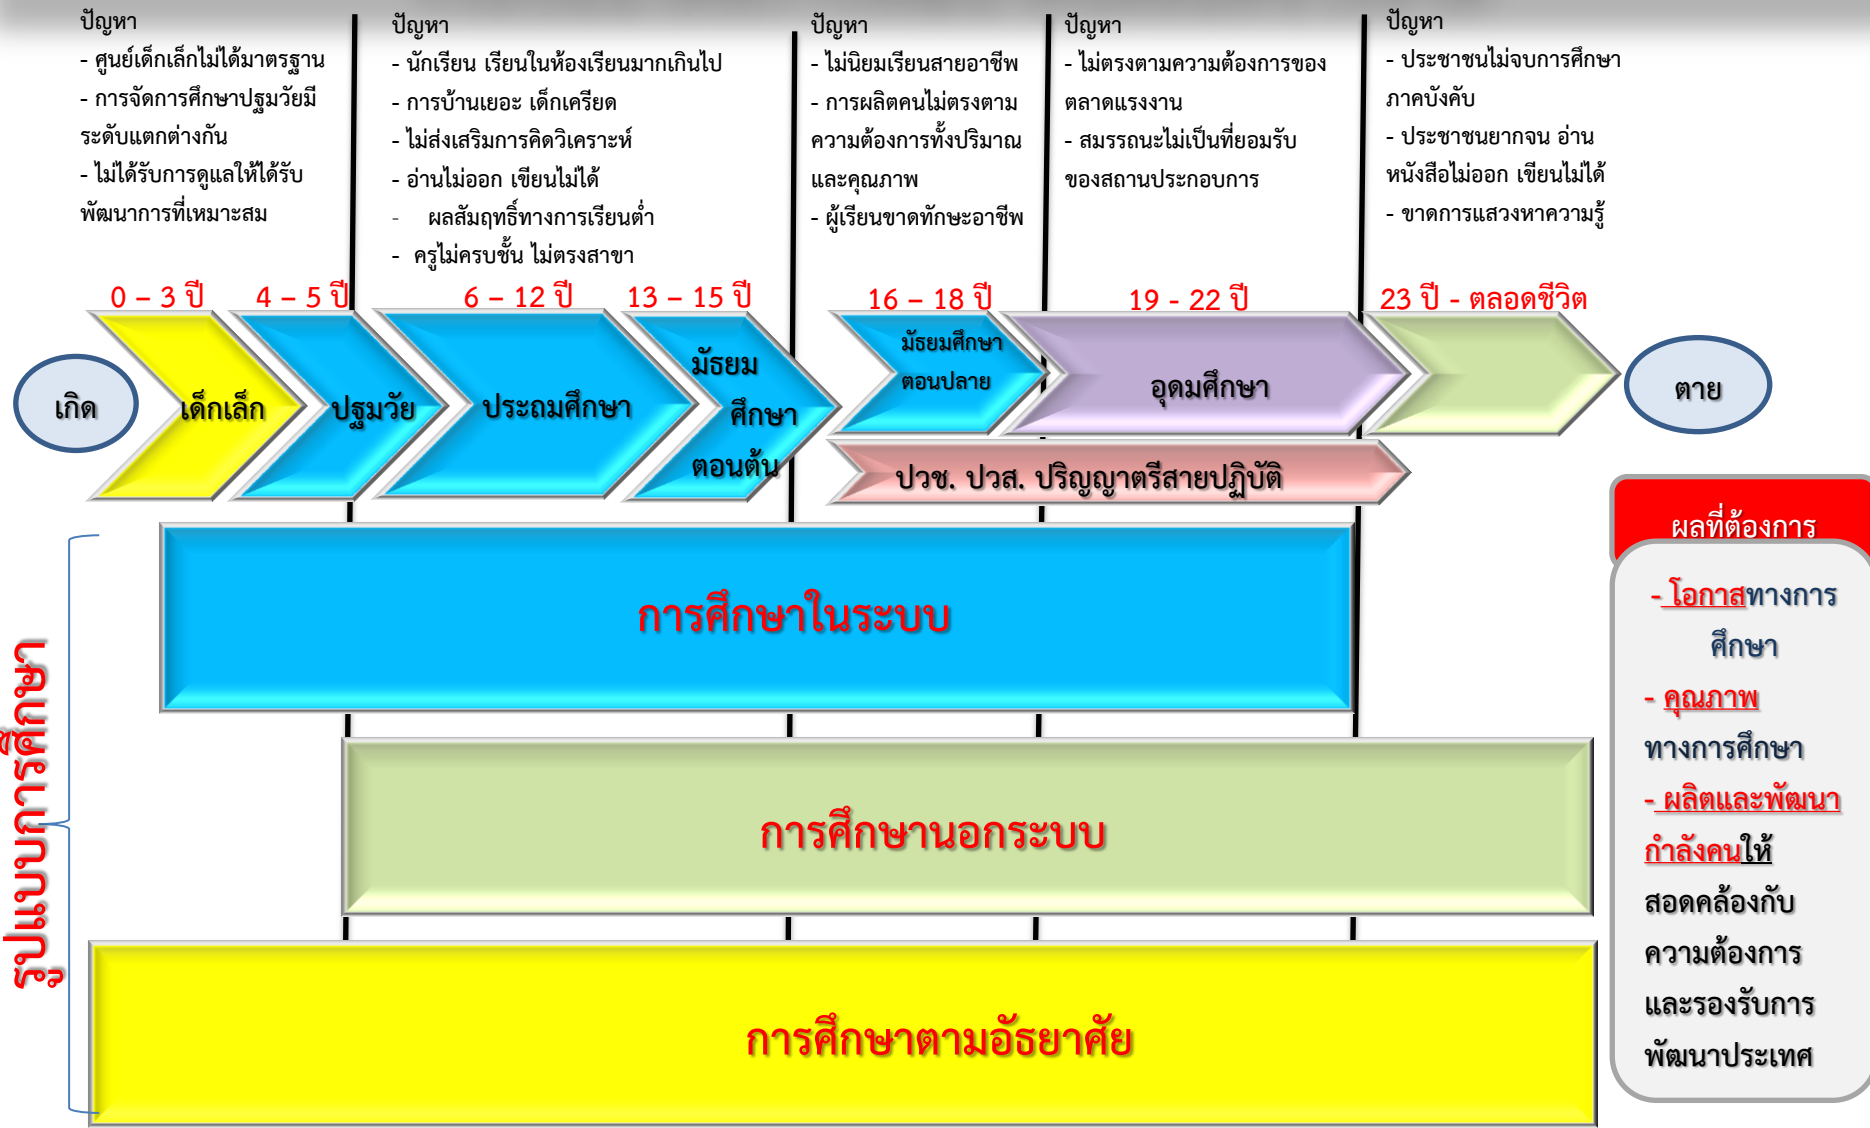 ปัญหา
- ศูนย์เด็กเล็กไม่ได้มาตรฐาน
- การจัดการศึกษาปฐมวัยมี
ระดับแตกต่างกัน
- ไม่ได้รับการดูแลให้ได้รับ
พัฒนาการที่เหมาะสม
ปัญหา
- นักเรียน เรียนในห้องเรียนมากเกินไป
- การบ้านเยอะ เด็กเครียด
- ไม่ส่งเสริมการคิดวิเคราะห์
- อ่านไม่ออก เขียนไม่ได้
- ผลสัมฤทธิ์ทางการเรียนต่ำ
- ครูไม่ครบชั้น ไม่ตรงสาขา
ปัญหา
- ไม่นิยมเรียนสายอาชีพ
- การผลิตคนไม่ตรงตาม
ความต้องการทั้งปริมาณ
และคุณภาพ
- ผู้เรียนขาดทักษะอาชีพ
ปัญหา
- ไม่ตรงตามความต้องการของ
ตลาดแรงงาน
- สมรรถนะไม่เป็นที่ยอมรับ
ของสถานประกอบการ
ปัญหา
- ประชาชนไม่จบการศึกษา
ภาคบังคับ
- ประชาชนยากจน อ่าน
หนังสือไม่ออก เขียนไม่ได้
- ขาดการแสวงหาความรู้
0 – 3 ปี
4 – 5 ปี
6 – 12 ปี
13 – 15 ปี
16 – 18 ปี
19 - 22 ปี
23 ปี - ตลอดชีวิต
เกิด
เด็กเล็ก
ปฐมวัย
ประถมศึกษา
มัธยม
ศึกษา
ตอนต้น
มัธยมศึกษา
ตอนปลาย
อุดมศึกษา
ตาย
ปวช. ปวส. ปริญญาตรีสายปฏิบัติ
รูปแบบการศึกษา
การศึกษาในระบบ
การศึกษานอกระบบ
การศึกษาตามอัธยาศัย
ผลที่ต้องการ
- โอกาสทางการ
ศึกษา
- คุณภาพ
ทางการศึกษา
- ผลิตและพัฒนา
กำลังคนให้
สอดคล้องกับ
ความต้องการ
และรองรับการ
พัฒนาประเทศ